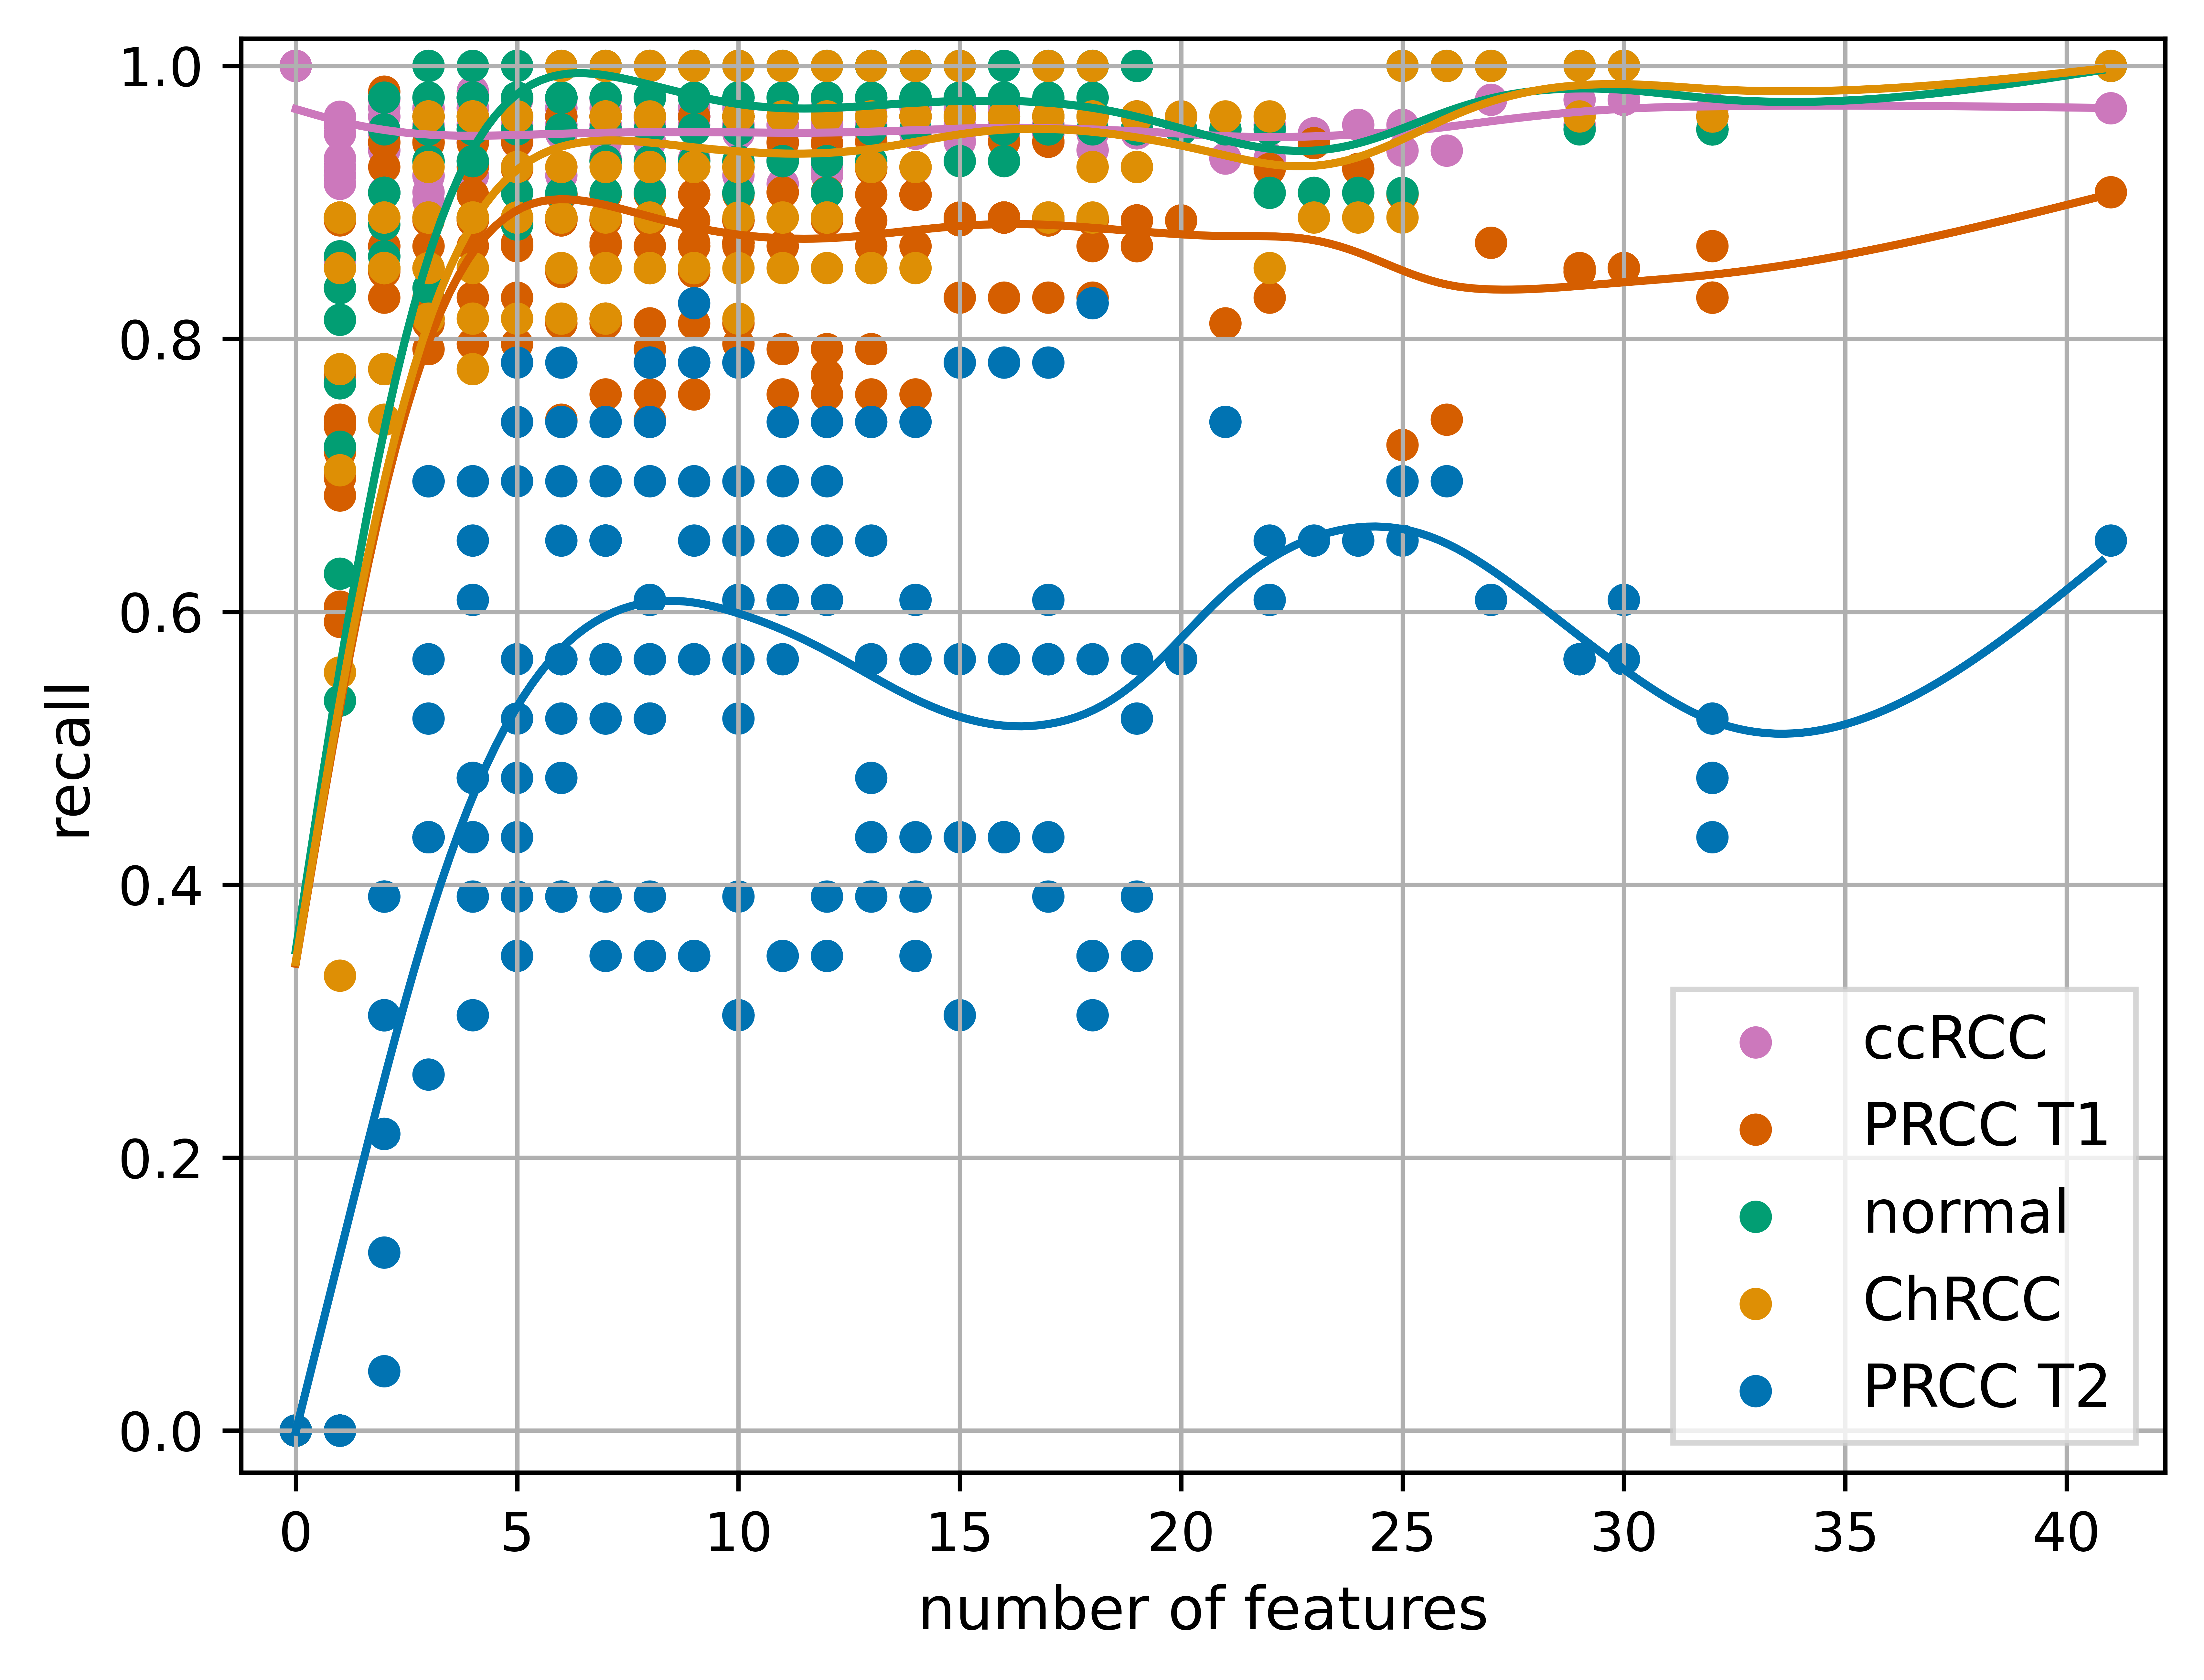 1.0
0.8
0.6
0.4
0.2
0.0
recall
0 5 10 15 20 25 30 35 40
number of features
ccRCC
PRCC T1
normal
ChRCC
PRCC T2